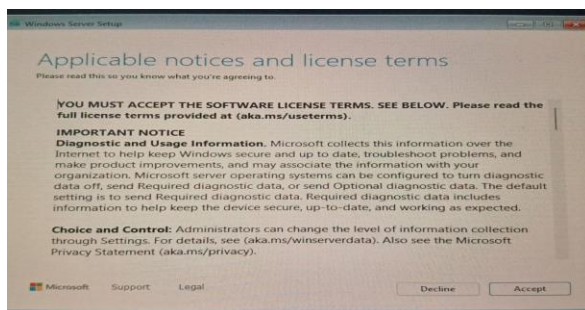 Windows Server Setup
Applicable notices and license terms
Please read this so you know what you're agreeing to.
YOU MUST ACCEPT THE SOFTWARE LICENSE TERMS. SEE BELOW. Please read the
full license terms provided at (aka.ms/useterms).
IMPORTANT NOTICE
Diagnostic and Usage Information. Microsoft collects this information over the
Internet to help keep Windows secure and up to date, troubleshoot problems, and
make product improvements, and may associate the information with your
organization. Microsoft server operating systems can be configured to turn diagnostic
data off, send Required diagnostic data, or send Optional diagnostic data. The default
setting is to send Required diagnostic data. Required diagnostic data includes
information to help keep the device secure, up-to-date, and working as expected.
Choice and Control: Administrators can change the level of information collection
through Settings. For details, see (aka.ms/winserverdata). Also see the Microsoft
Privacy Statement (aka.ms/privacy).
Microsoft Support Legal Decline Accept